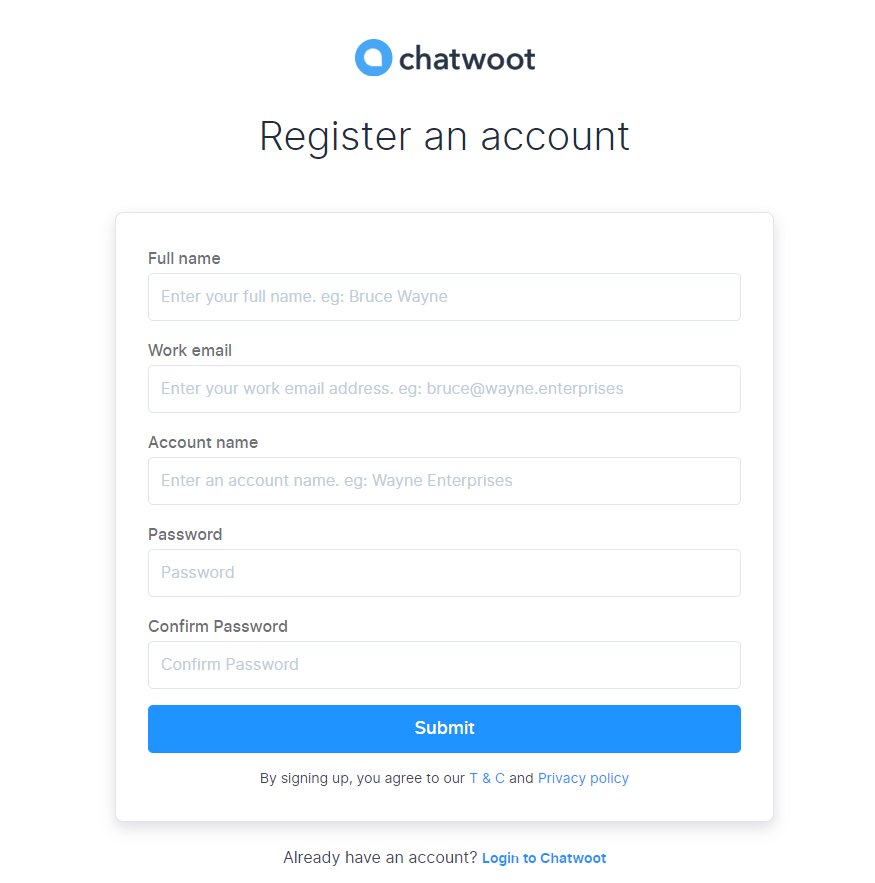 chatwoot
Register an account
Full name
Enter your full name. eg: Bruce Wayne
Work email
Enter your work email address. eg: bruce@wayne.enterprises
Account name
Enter an account name. eg: Wayne Enterprises
Password
Password
Confirm Password
Confirm Password
Submit
By signing up, you agree to our T & C and Privacy policy
Already have an account? Login to Chatwoot